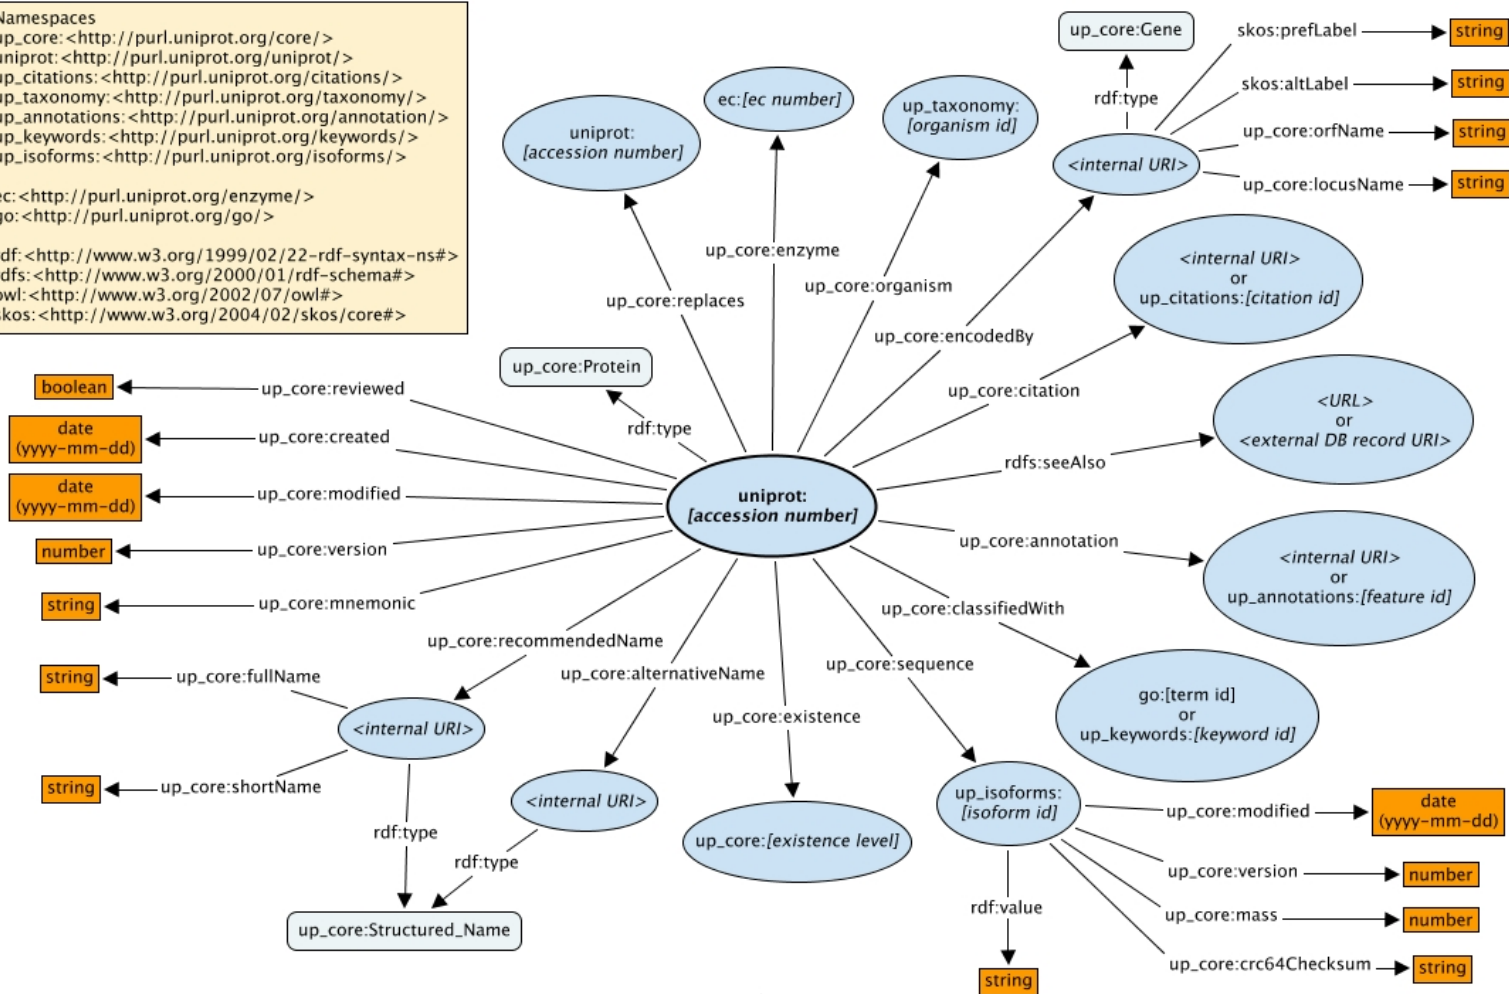 Namespaces
up_core:<http://purl.uniprot.org/core/>
uniprot:<http://purl.uniprot.org/uniprot/>
up_citations:<http://purl.uniprot.org/citations/>
up_taxonomy:<http://purl.uniprot.org/taxonomy/>
up_annotations:<http://purl.uniprot.org/annotation/>
up_keywords:<http://purl.uniprot.org/keywords/>
up_isoforms:<http://purl.uniprot.org/isoforms/>
ec:<http://purl.uniprot.org/enzyme/>
go:<http://purl.uniprot.org/go/>
rdf:<http://www.w3.org/1999/02/22-rdf-syntax-ns#>
rdfs:<http://www.w3.org/2000/01/rdf-schema#>
owl:<http://www.w3.org/2002/07/owl#>
skos:<http://www.w3.org/2004/02/skos/core#>
uniprot:
[accession number]
ec:[ec number]
up_taxonomy:
[organism id]
up_core:Gene
rdf:type
<internal URI>
skos:prefLabel
string
skos:altLabel
string
up_core:orfName
string
up_core:locusName
string
up_core:replaces
up_core:enzyme
up_core:organism
up_core:encodedBy
up_core:citation
<internal URI>
or
up_citations:[citation id]
up_core:Protein
rdf:type
rdfs:seeAlso
<URL>
or
<external DB record URI>
boolean
up_core:reviewed
date
(yyyy-mm-dd)
up_core:created
date
(yyyy-mm-dd)
up_core:modified
number
up_core:version
string
up_core:mnemonic
uniprot:
[accession number]
up_core:annotation
<internal URI>
or
up_annotations:[feature id]
up_core:classifiedWith
go:[term id]
or
up_keywords:[keyword id]
up_core:recommendedName
up_core:alternativeName
up_core:existence
up_core:sequence
string
up_core:fullName
<internal URI>
string
up_core:shortName
rdf:type
<internal URI>
rdf:type
up_core:Structured_Name
up_core:[existence level]
up_isoforms:
[isoform id]
up_core:modified
date
(yyyy-mm-dd)
up_core:version
number
up_core:mass
number
up_core:crc64Checksum
string
rdf:value
string